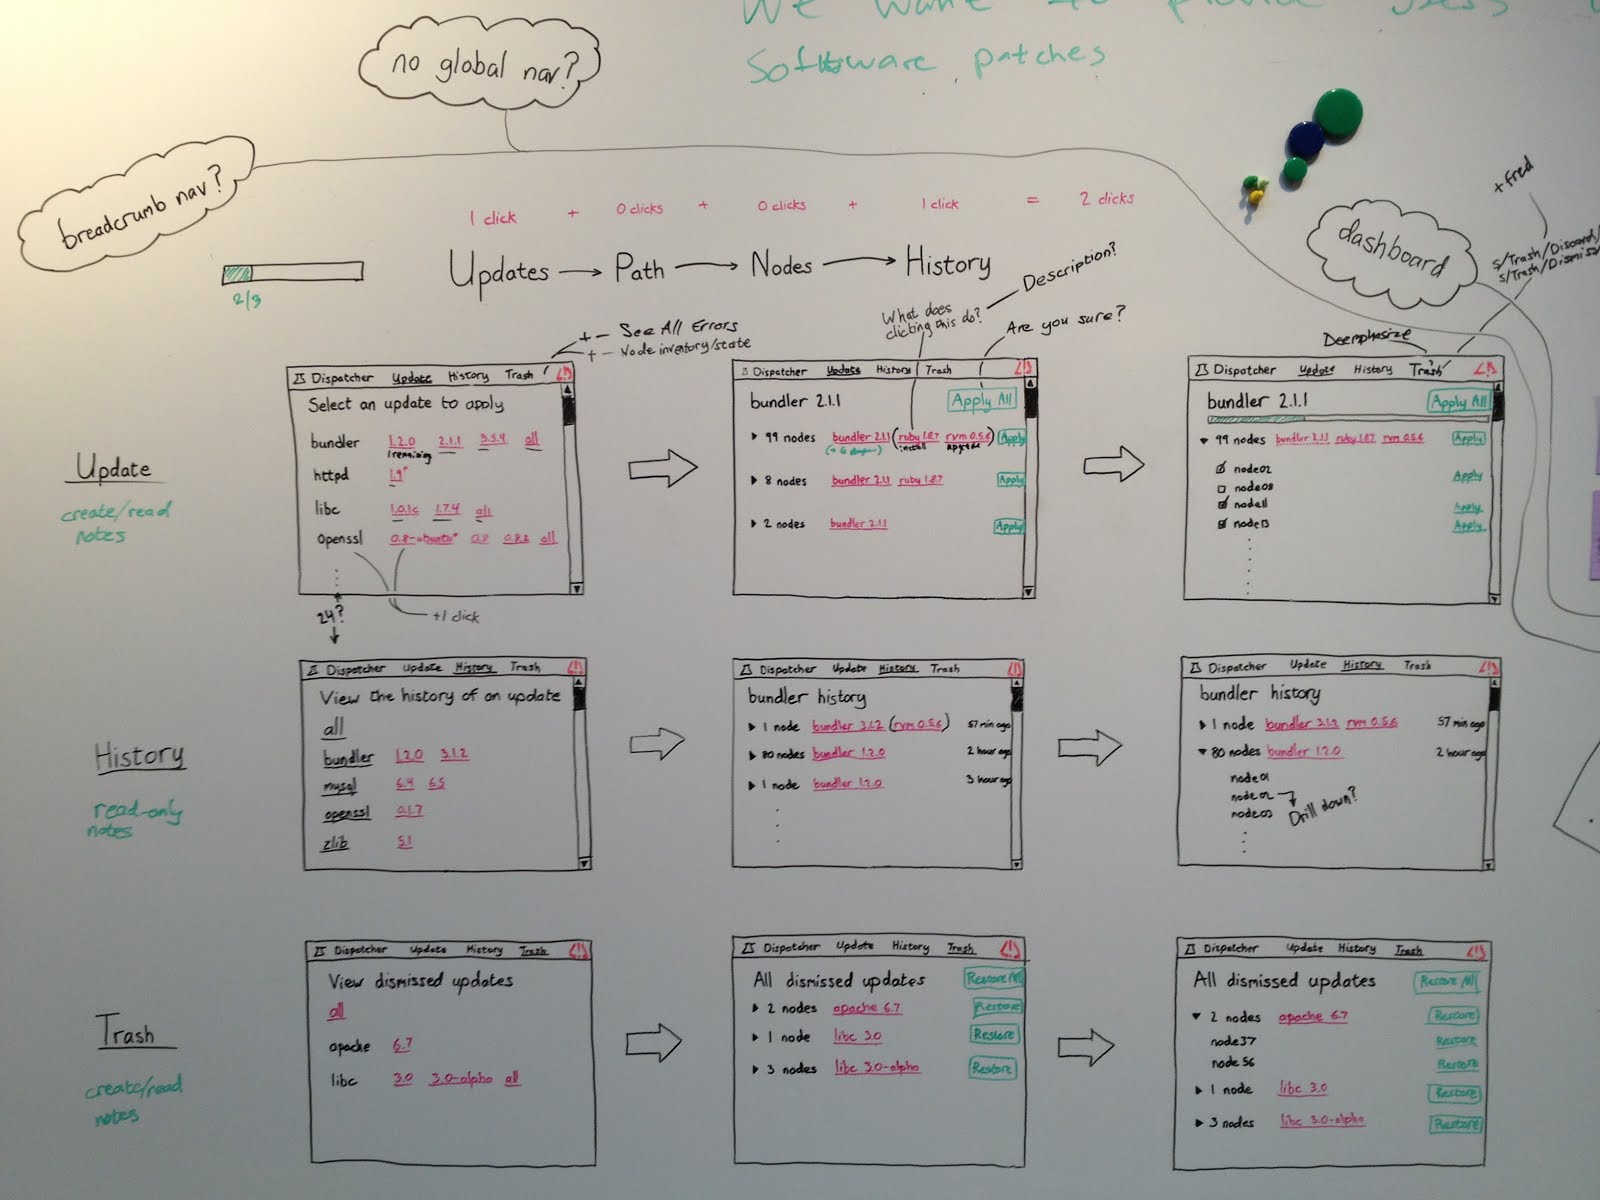 We want to provide users
Software patches
no global nav?
breadcrumb nav?
+ fred
dashboard
s/Trash/Discard/
s/Trash/Dismiss
1 click + 0 clicks + 0 clicks + 1 click = 2 clicks
Updates → Path → Nodes → History
2/3
Description?
What does
clicking this do?
Are you sure?
+ - See All Errors
+ - Node inventory/state
Deemphasize
Update
create/read
notes
Dispatcher Update History Trash
Select an update to apply
bundler 1.2.0 2.1.1 3.5.9 all
1 remaining
httpd 1.9*
libc 1.0.1c 1.7.4 all
openssl 0.8-ubuntu* 0.8 0.8.2 all
24?
+1 click
Dispatcher Update History Trash
bundler 2.1.1 Apply All
99 nodes bundler 2.1.1 (ruby 1.8.7 rvm 0.5.6) Apply
install upgrade
8 nodes bundler 2.1.1 ruby 1.8.7 Apply
2 nodes bundler 2.1.1 Apply
Dispatcher Update History Trash?
bundler 2.1.1 Apply All
99 nodes bundler 2.1.1 ruby 1.8.7 rvm 0.5.6 Apply
node02 Apply
node08
node11 Apply
node13 Apply
History
read-only
notes
Dispatcher Update History Trash
View the history of an update
all
bundler 1.2.0 3.1.2
mysql 6.4 6.5
openssl 0.1.7
zlib 5.1
Dispatcher Update History Trash
bundler history
1 node bundler 3.1.2 (rvm 0.5.6) 57 min ago
80 nodes bundler 1.2.0 2 hour ago
1 node bundler 1.2.0 3 hour ago
Dispatcher Update History Trash
bundler history
1 node bundler 3.1.2 rvm 0.5.6 57 min ago
80 nodes bundler 1.2.0 2 hour ago
node01
node02
node03
Drill down?
Trash
create/read
notes
Dispatcher Update History Trash
View dismissed updates
all
apache 6.7
libc 3.0 3.0-alpha all
Dispatcher Update History Trash
All dismissed updates Restore All
2 nodes apache 6.7 Restore
1 node libc 3.0 Restore
3 nodes libc 3.0-alpha Restore
Dispatcher Update History Trash
All dismissed updates Restore All
2 nodes apache 6.7 Restore
node37 Restore
node56 Restore
1 node libc 3.0 Restore
3 nodes libc 3.0-alpha Restore